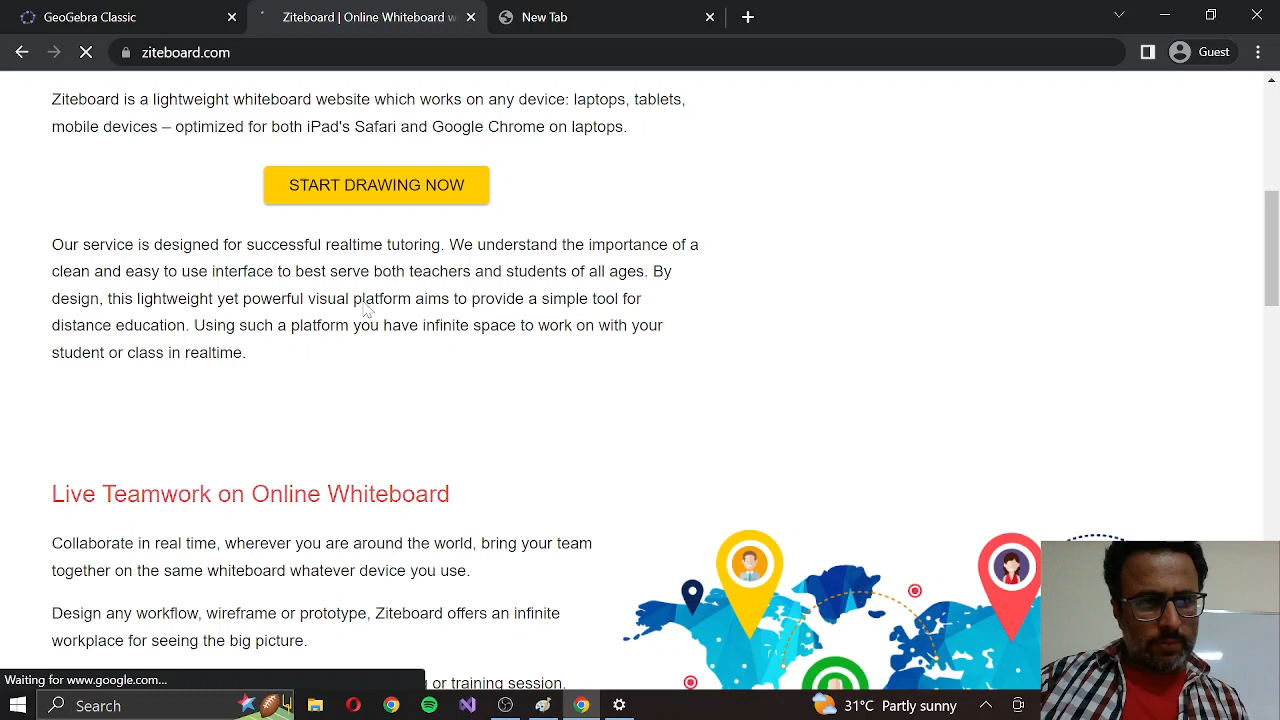 GeoGebra Classic
Ziteboard | Online Whiteboard w
New Tab
ziteboard.com
Guest
Ziteboard is a lightweight whiteboard website which works on any device: laptops, tablets,
mobile devices – optimized for both iPad's Safari and Google Chrome on laptops.
START DRAWING NOW
Our service is designed for successful realtime tutoring. We understand the importance of a
clean and easy to use interface to best serve both teachers and students of all ages. By
design, this lightweight yet powerful visual platform aims to provide a simple tool for
distance education. Using such a platform you have infinite space to work on with your
student or class in realtime.
Live Teamwork on Online Whiteboard
Collaborate in real time, wherever you are around the world, bring your team
together on the same whiteboard whatever device you use.
Design any workflow, wireframe or prototype, Ziteboard offers an infinite
workplace for seeing the big picture.
Waiting for www.google.com...
or training session.
Search
31°C Partly sunny